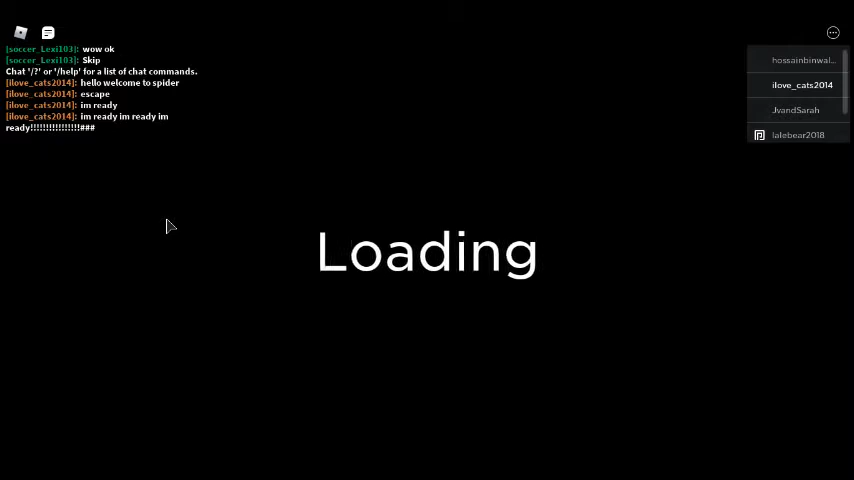 [soccer_Lexi103]: wow ok
[soccer_Lexi103]: Skip
Chat '/?' or '/help' for a list of chat commands.
[ilove_cats2014]: hello welcome to spider
[ilove_cats2014]: escape
[ilove_cats2014]: im ready
[ilove_cats2014]: im ready im ready im
ready!!!!!!!!!!!!!!!!###
hossainbinwal...
ilove_cats2014
JvandSarah
lalebear2018
Loading